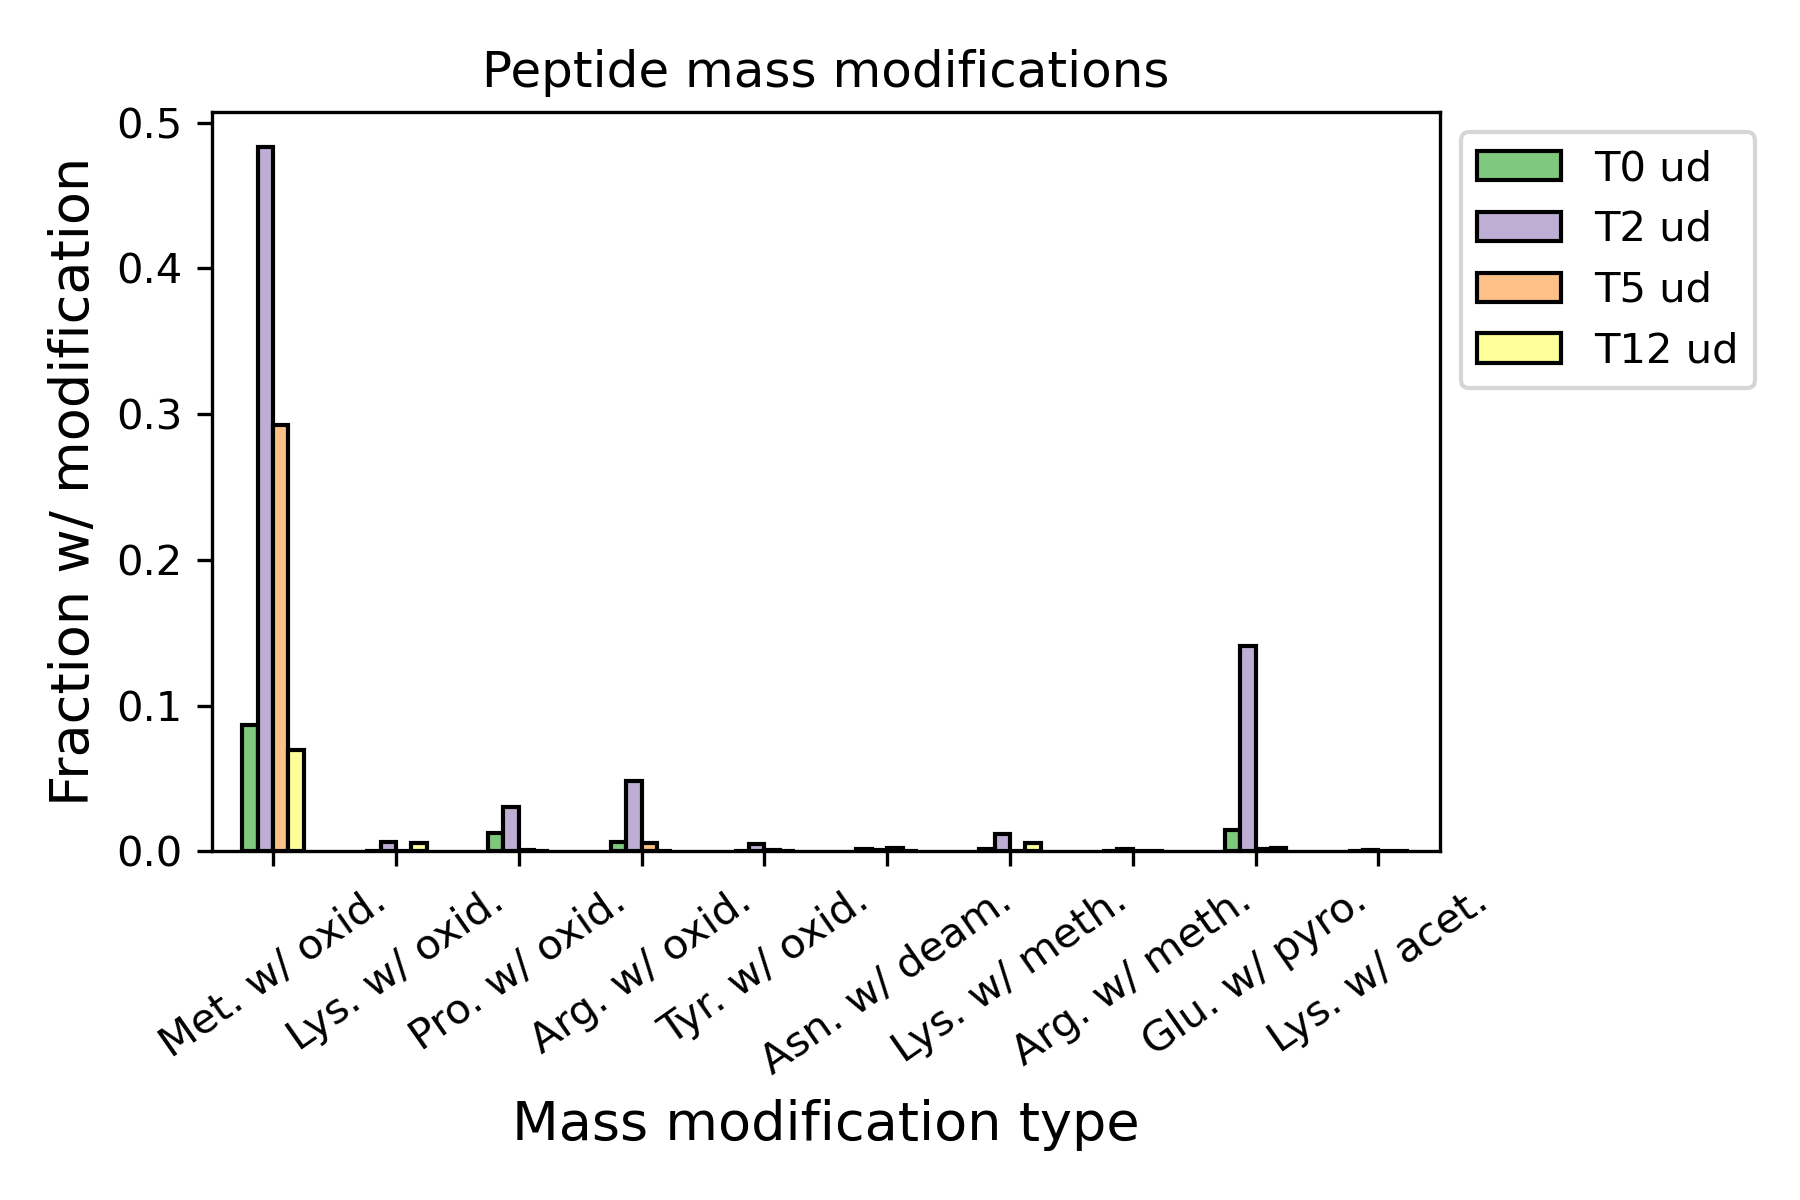 Peptide mass modifications
Fraction w/ modification
0.5
0.4
0.3
0.2
0.1
0.0
T0 ud
T2 ud
T5 ud
T12 ud
Met. w/ oxid.
Lys. w/ oxid.
Pro. w/ oxid.
Arg. w/ oxid.
Tyr. w/ oxid.
Asn. w/ deam.
Lys. w/ meth.
Arg. w/ meth.
Glu. w/ pyro.
Lys. w/ acet.
Mass modification type